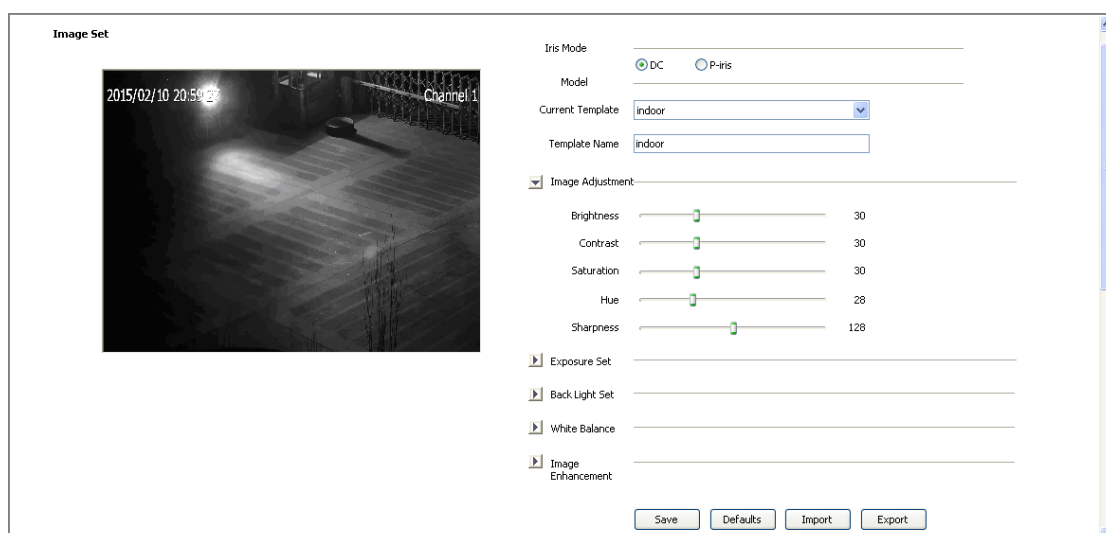 Image Set
2015/02/10 20:59:27
Channel 1
Iris Mode
DC
P-iris
Model
Current Template
indoor
Template Name
indoor
Image Adjustment
Brightness
30
Contrast
30
Saturation
30
Hue
28
Sharpness
128
Exposure Set
Back Light Set
White Balance
Image
Enhancement
Save
Defaults
Import
Export